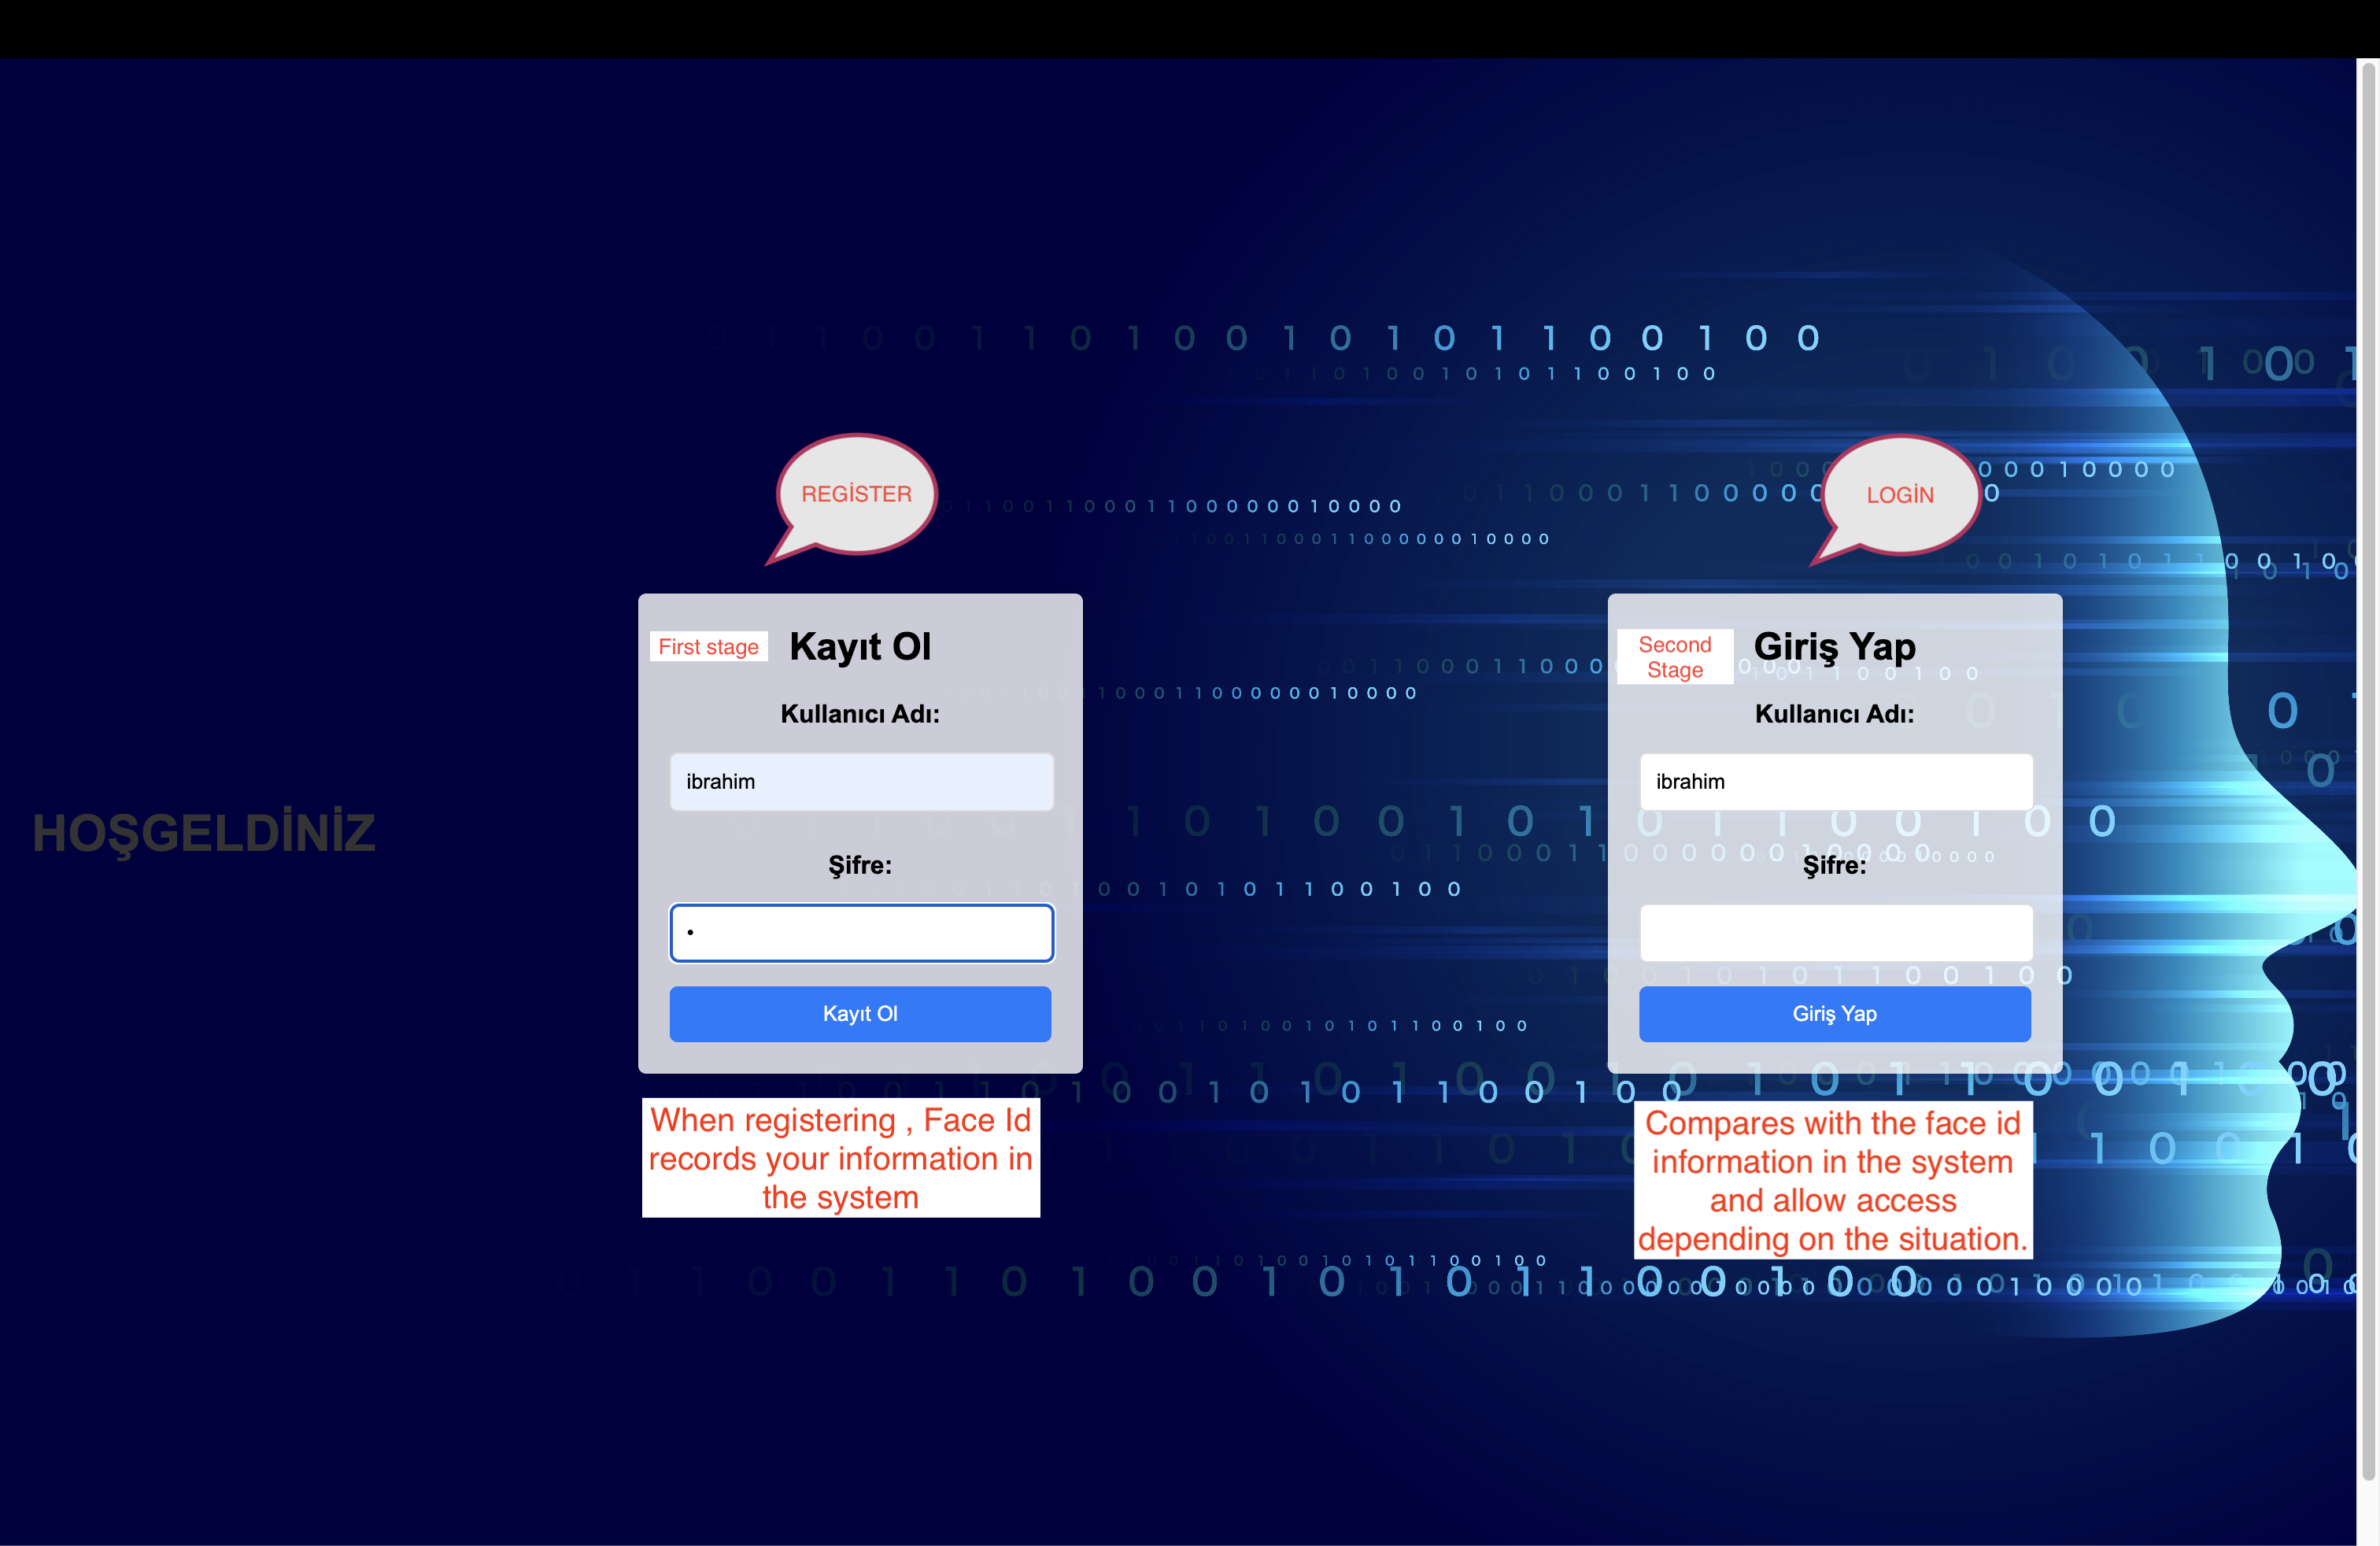 HOŞGELDİNİZ
REGİSTER
First stage
Kayıt Ol
Kullanıcı Adı:
ibrahim
Şifre:
•
Kayıt Ol
When registering , Face Id
records your information in
the system
LOGİN
Second
Stage
Giriş Yap
Kullanıcı Adı:
ibrahim
Şifre:
Giriş Yap
Compares with the face id
information in the system
and allow access
depending on the situation.